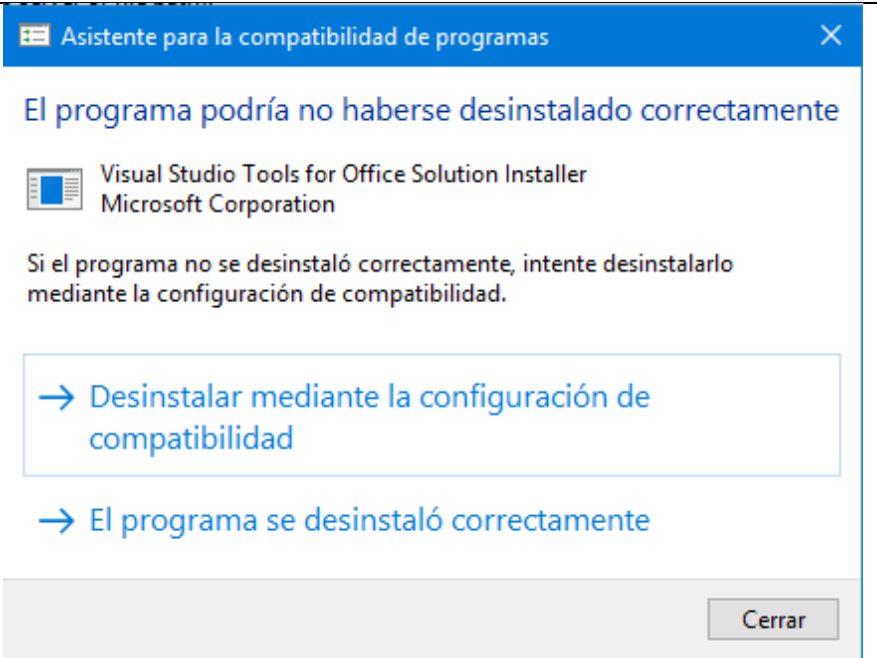 Asistente para la compatibilidad de programas
El programa podría no haberse desinstalado correctamente
Visual Studio Tools for Office Solution Installer
Microsoft Corporation
Si el programa no se desinstaló correctamente, intente desinstalarlo
mediante la configuración de compatibilidad.
Desinstalar mediante la configuración de
compatibilidad
El programa se desinstaló correctamente
Cerrar